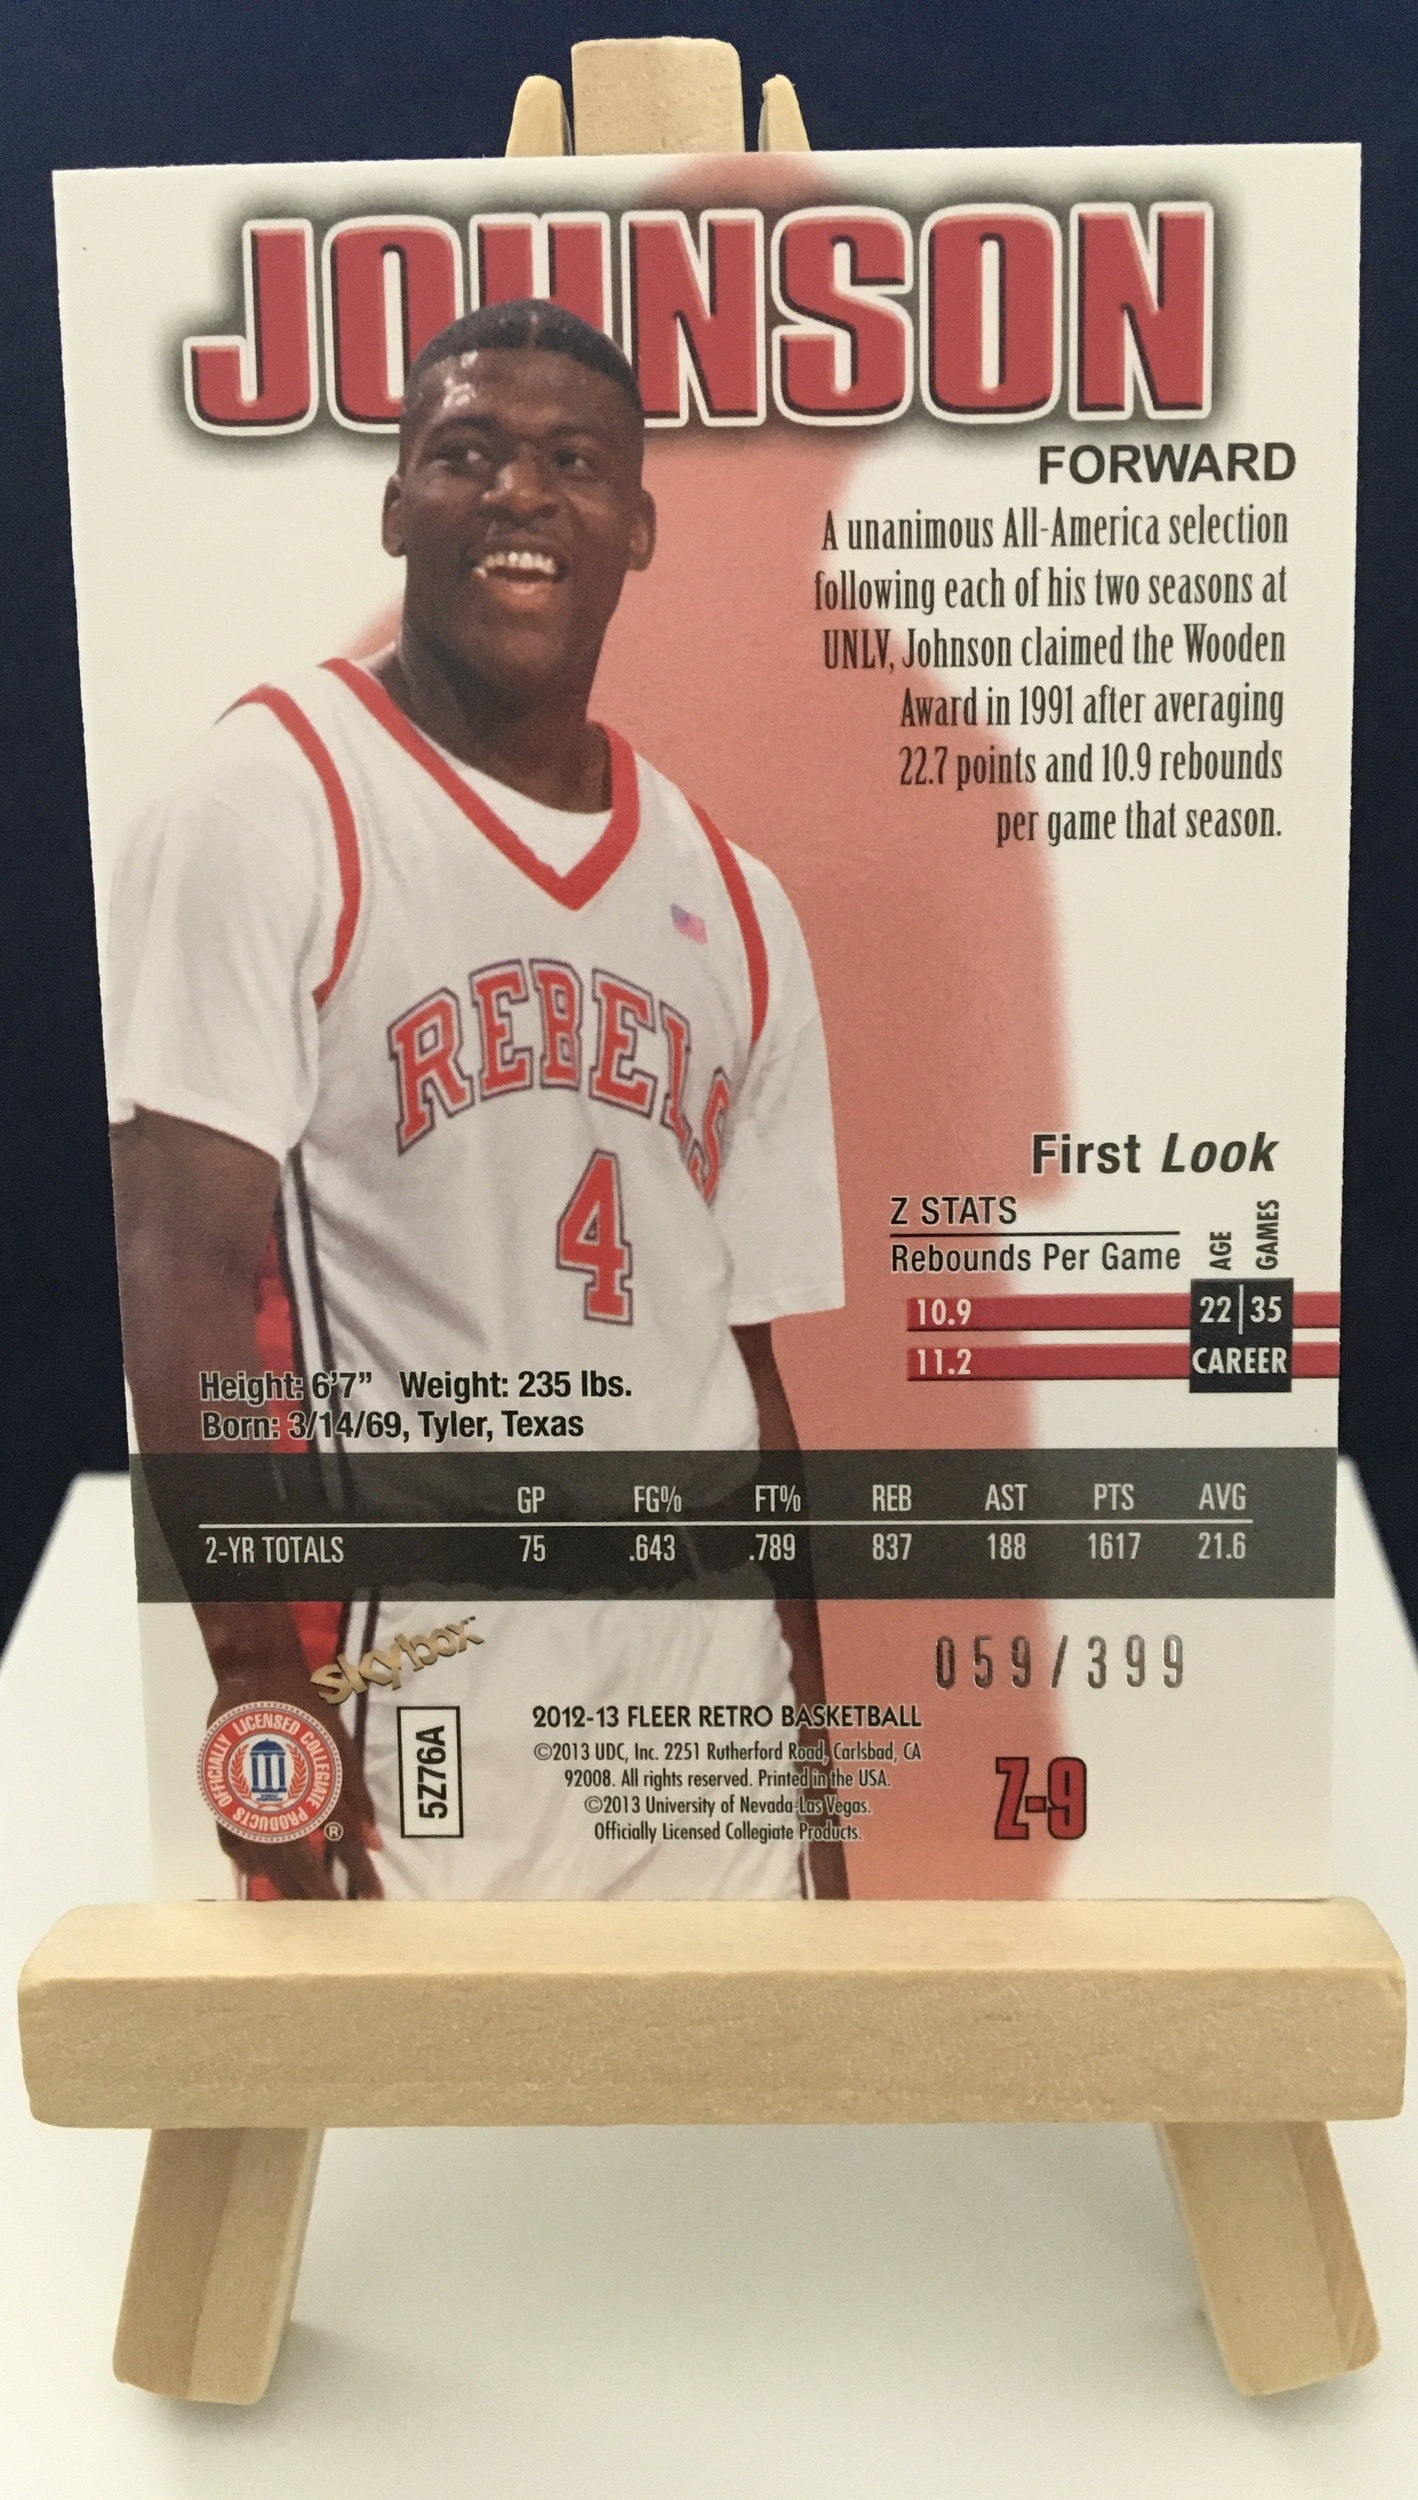 JOHNSON
FORWARD
A unanimous All-America selection
following each of his two seasons at
UNLV, Johnson claimed the Wooden
Award in 1991 after averaging
22.7 points and 10.9 rebounds
per game that season.
REBELS
4
First Look
Z STATS
Rebounds Per Game AGE GAMES
10.9 22 35
11.2 CAREER
Height: 6'7” Weight: 235 lbs.
Born: 3/14/69, Tyler, Texas
GP FG% FT% REB AST PTS AVG
2-YR TOTALS 75 .643 .789 837 188 1617 21.6
059/399
skybox™
OFFICIALLY LICENSED COLLEGIATE PRODUCTS ®
5Z76A
2012-13 FLEER RETRO BASKETBALL
©2013 UDC, Inc. 2251 Rutherford Road, Carlsbad, CA
92008. All rights reserved. Printed in the USA.
©2013 University of Nevada-Las Vegas.
Officially Licensed Collegiate Products.
Z-9